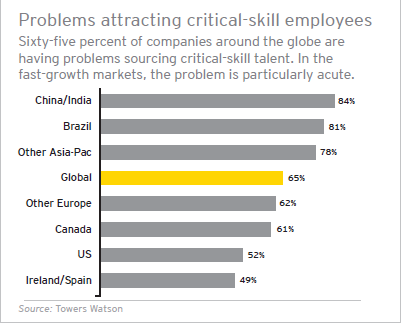 Problems attracting critical-skill employees
Sixty-five percent of companies around the globe are
having problems sourcing critical-skill talent. In the
fast-growth markets, the problem is particularly acute.
China/India 84%
Brazil 81%
Other Asia-Pac 78%
Global 65%
Other Europe 62%
Canada 61%
US 52%
Ireland/Spain 49%
Source: Towers Watson